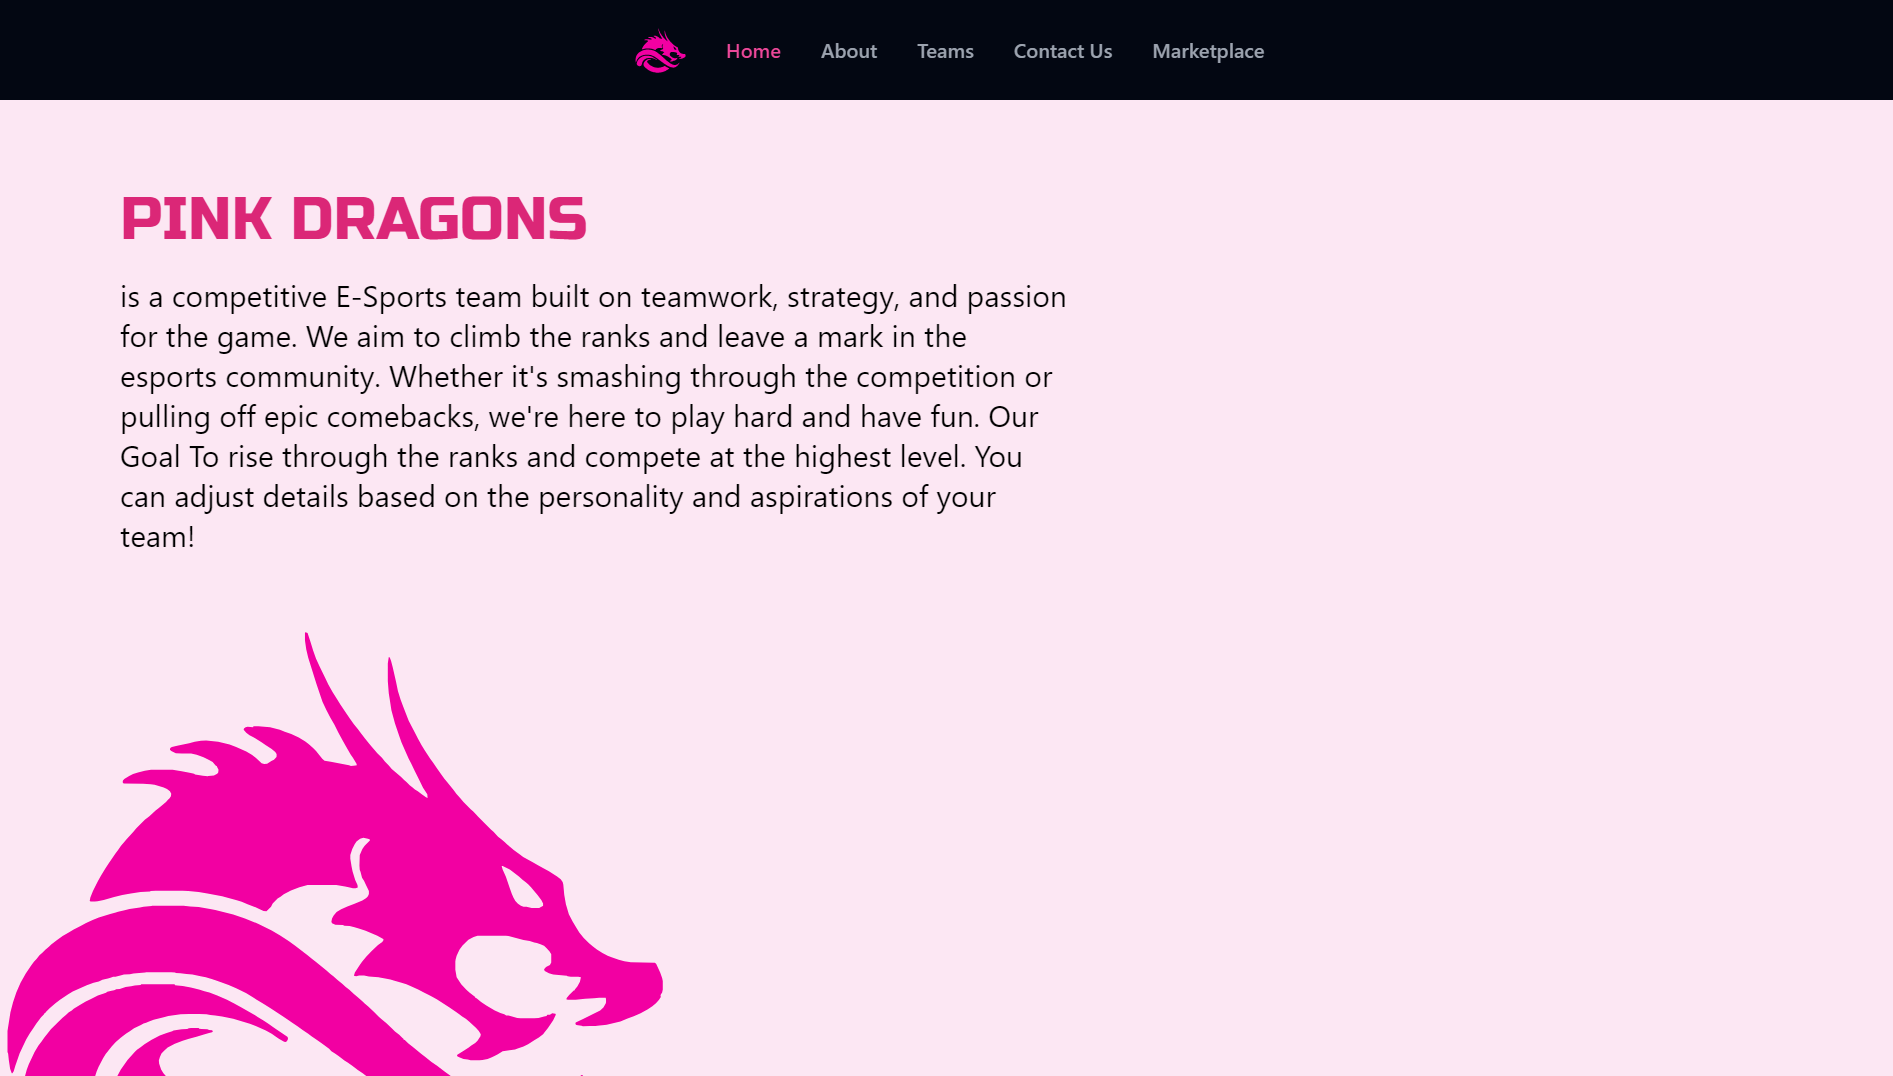 Home About Teams Contact Us Marketplace
PINK DRAGONS
is a competitive E-Sports team built on teamwork, strategy, and passion
for the game. We aim to climb the ranks and leave a mark in the
esports community. Whether it's smashing through the competition or
pulling off epic comebacks, we're here to play hard and have fun. Our
Goal To rise through the ranks and compete at the highest level. You
can adjust details based on the personality and aspirations of your
team!